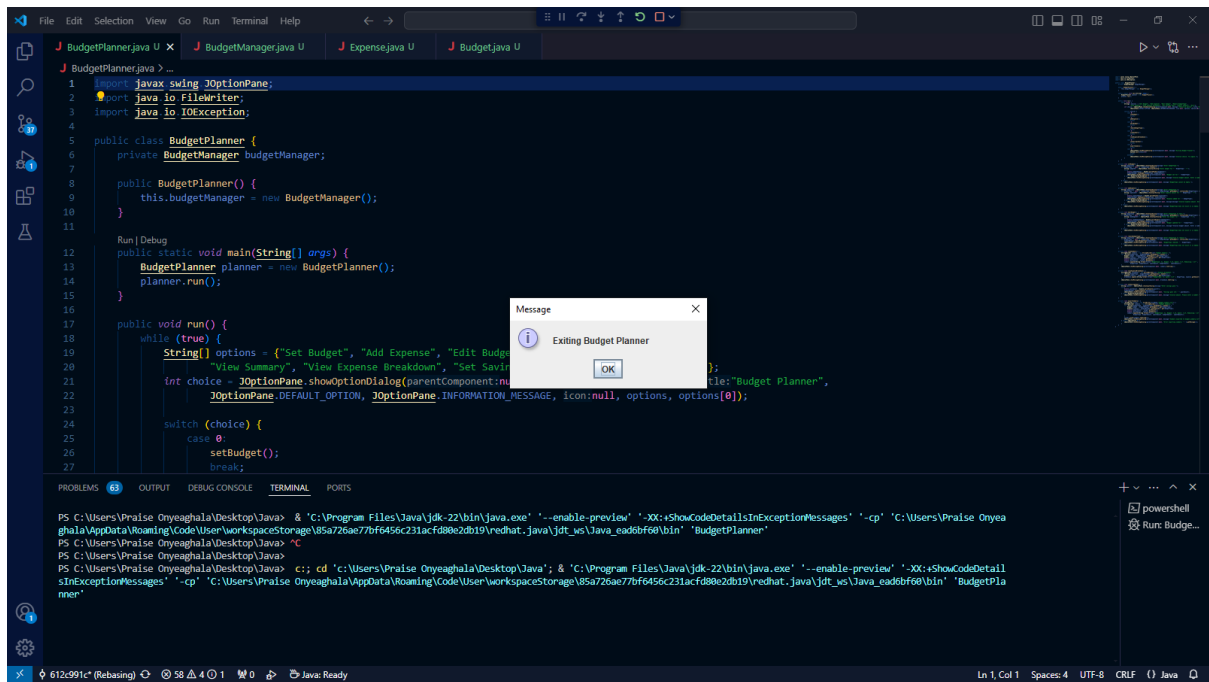 File Edit Selection View Go Run Terminal Help
BudgetPlanner.java U BudgetManager.java U Expense.java U Budget.java U
BudgetPlanner.java > ...
1 import javax.swing.JOptionPane;
2 import java.io.FileWriter;
3 import java.io.IOException;
4
5 public class BudgetPlanner {
6 private BudgetManager budgetManager;
7
8 public BudgetPlanner() {
9 this.budgetManager = new BudgetManager();
10 }
11
Run | Debug
12 public static void main(String[] args) {
13 BudgetPlanner planner = new BudgetPlanner();
14 planner.run();
15 }
16
17 public void run() {
18 while (true) {
19 String[] options = {"Set Budget", "Add Expense", "Edit Budge
20 "View Summary", "View Expense Breakdown", "Set Savin };
21 int choice = JOptionPane.showOptionDialog(parentComponent:nu tle:"Budget Planner",
22 JOptionPane.DEFAULT_OPTION, JOptionPane.INFORMATION_MESSAGE, icon:null, options, options[0]);
23
24 switch (choice) {
25 case 0:
26 setBudget();
27 break;
Message
Exiting Budget Planner
OK
PROBLEMS 63 OUTPUT DEBUG CONSOLE TERMINAL PORTS
PS C:\Users\Praise Onyeaghala\Desktop\Java> & 'C:\Program Files\Java\jdk-22\bin\java.exe' '--enable-preview' '-XX:+ShowCodeDetailsInExceptionMessages' '-cp' 'C:\Users\Praise Onyea
ghala\AppData\Roaming\Code\User\workspaceStorage\85a726ae77bf6456c231acfd80e2db19\redhat.java\jdt_ws\Java_ead6bf60\bin' 'BudgetPlanner'
PS C:\Users\Praise Onyeaghala\Desktop\Java> ^C
PS C:\Users\Praise Onyeaghala\Desktop\Java>
PS C:\Users\Praise Onyeaghala\Desktop\Java> c:; cd 'c:\Users\Praise Onyeaghala\Desktop\Java'; & 'C:\Program Files\Java\jdk-22\bin\java.exe' '--enable-preview' '-XX:+ShowCodeDetail
sInExceptionMessages' '-cp' 'C:\Users\Praise Onyeaghala\AppData\Roaming\Code\User\workspaceStorage\85a726ae77bf6456c231acfd80e2db19\redhat.java\jdt_ws\Java_ead6bf60\bin' 'BudgetPla
nner'
powershell
Run: Budge...
37
1
1
612c991c* (Rebasing) 58 4 1 0 Java: Ready Ln 1, Col 1 Spaces: 4 UTF-8 CRLF {} Java